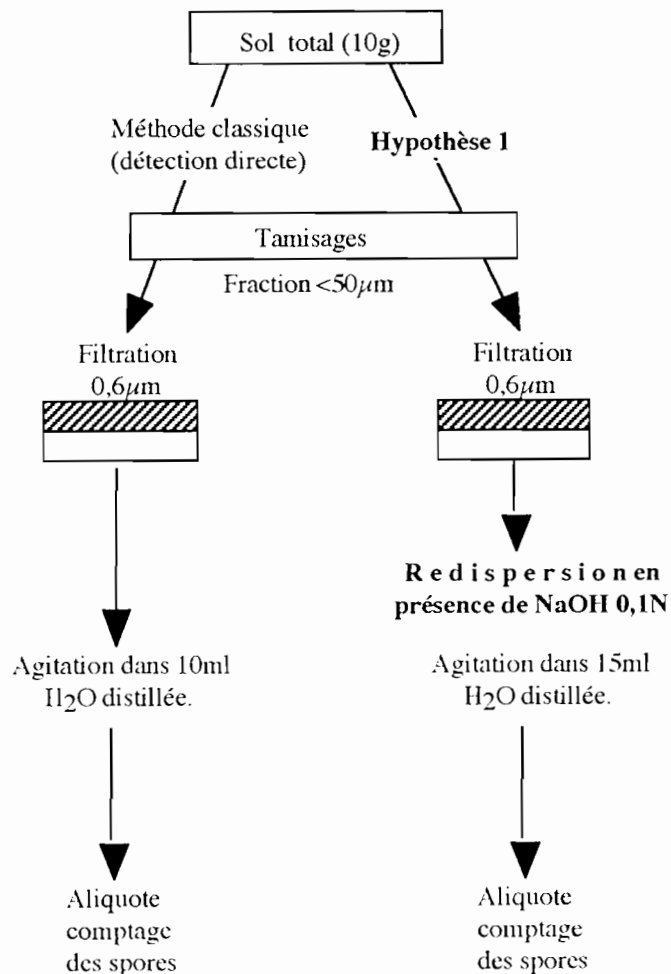 Sol total (10g)
Méthode classique
(détection directe)
Hypothèse 1
Tamisages
Fraction <50µm
Filtration
0,6µm
Filtration
0,6µm
Redispersion en
présence de NaOH 0,1N
Agitation dans 10ml
H2O distillée.
Agitation dans 15ml
H2O distillée.
Aliquote
comptage
des spores
Aliquote
comptage
des spores